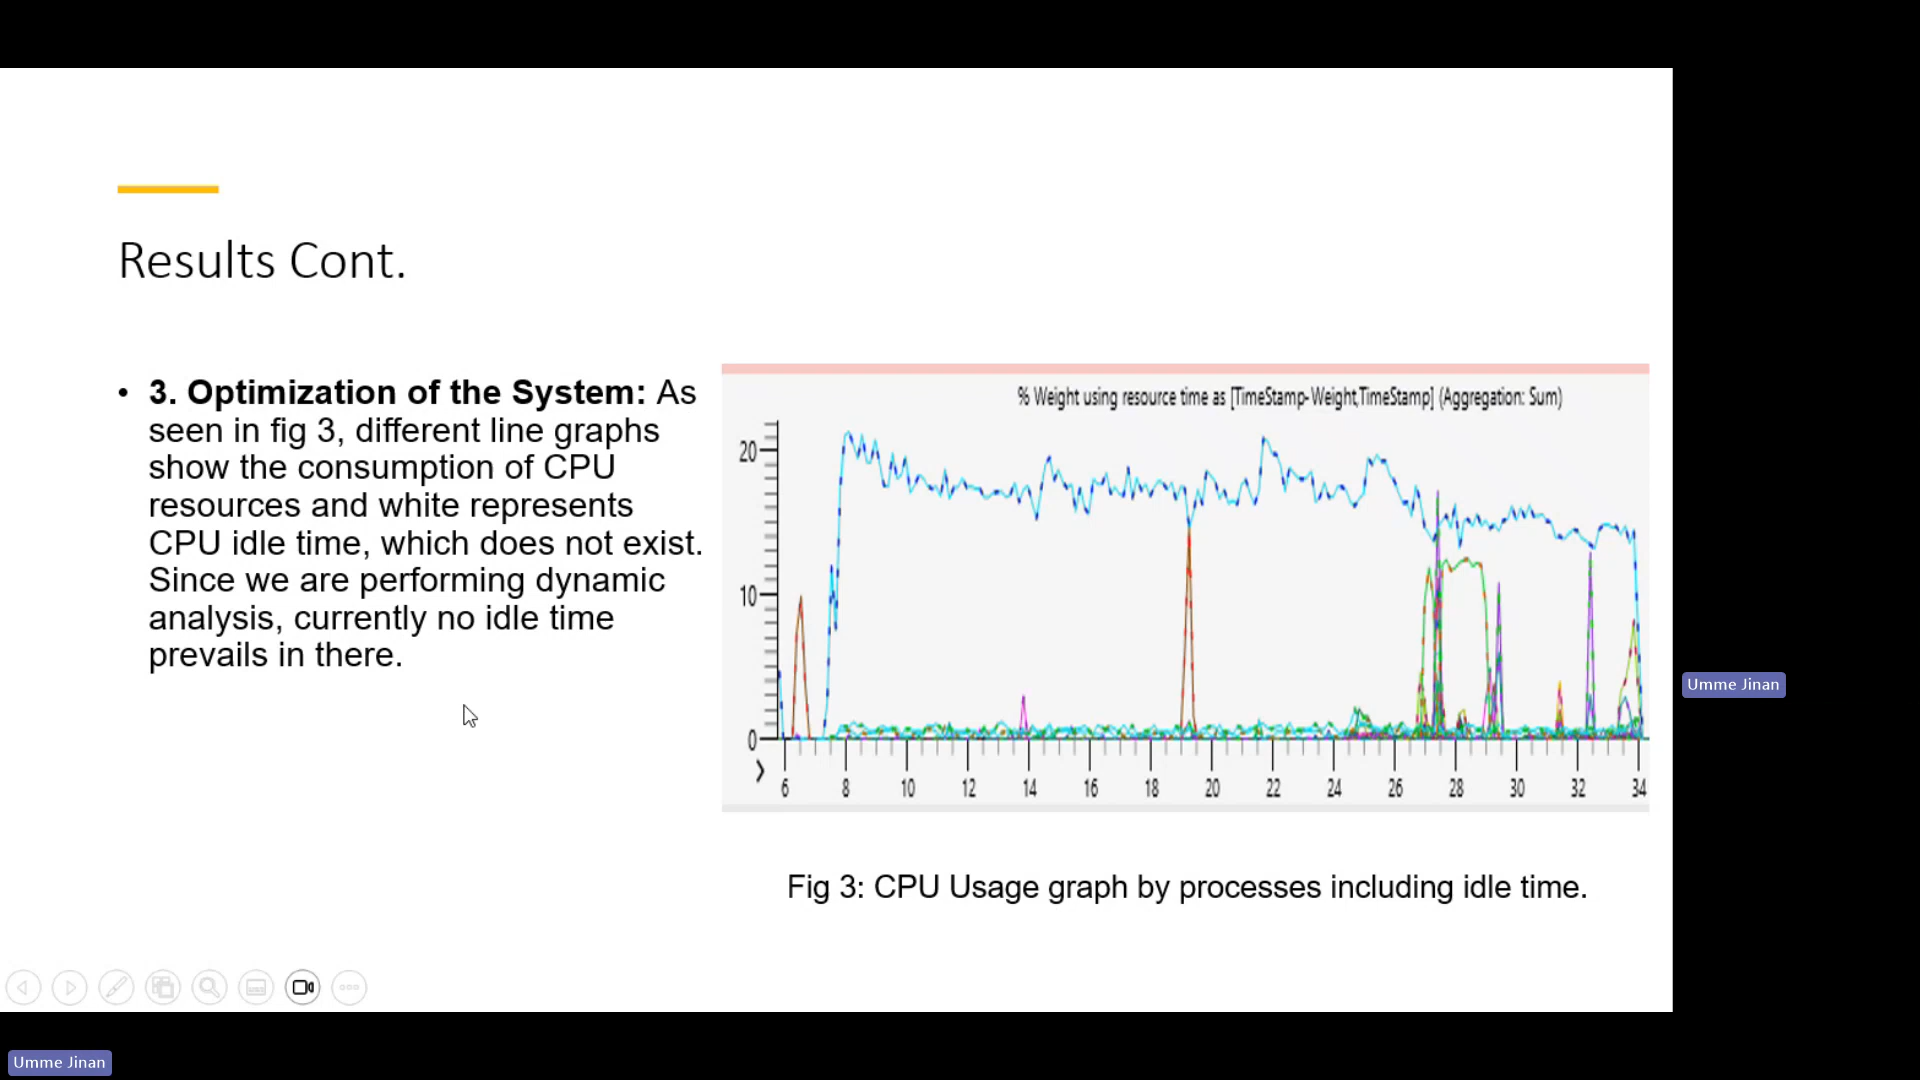 Results Cont.
• 3. Optimization of the System: As
seen in fig 3, different line graphs
show the consumption of CPU
resources and white represents
CPU idle time, which does not exist.
Since we are performing dynamic
analysis, currently no idle time
prevails in there.
% Weight using resource time as [TimeStamp-Weight,TimeStamp] (Aggregation: Sum)
20
10
0
6 8 10 12 14 16 18 20 22 24 26 28 30 32 34
Fig 3: CPU Usage graph by processes including idle time.
Umme Jinan
Umme Jinan